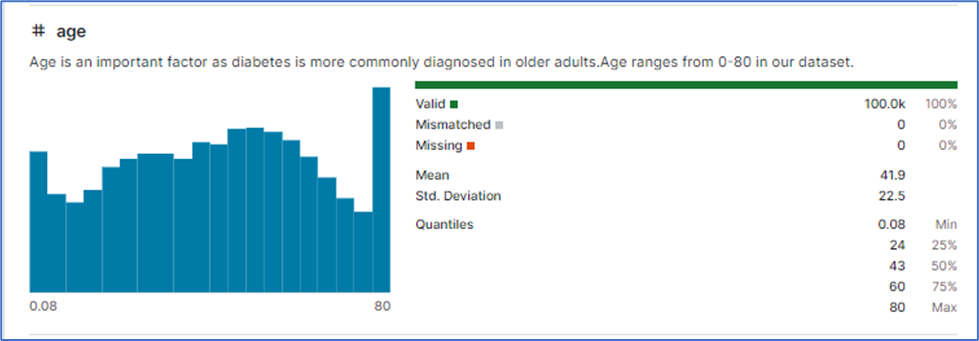 # age
Age is an important factor as diabetes is more commonly diagnosed in older adults.Age ranges from 0-80 in our dataset.
Valid 100.0k 100%
Mismatched 0 0%
Missing 0 0%
Mean 41.9
Std. Deviation 22.5
Quantiles 0.08 Min
24 25%
43 50%
60 75%
80 Max
0.08 80